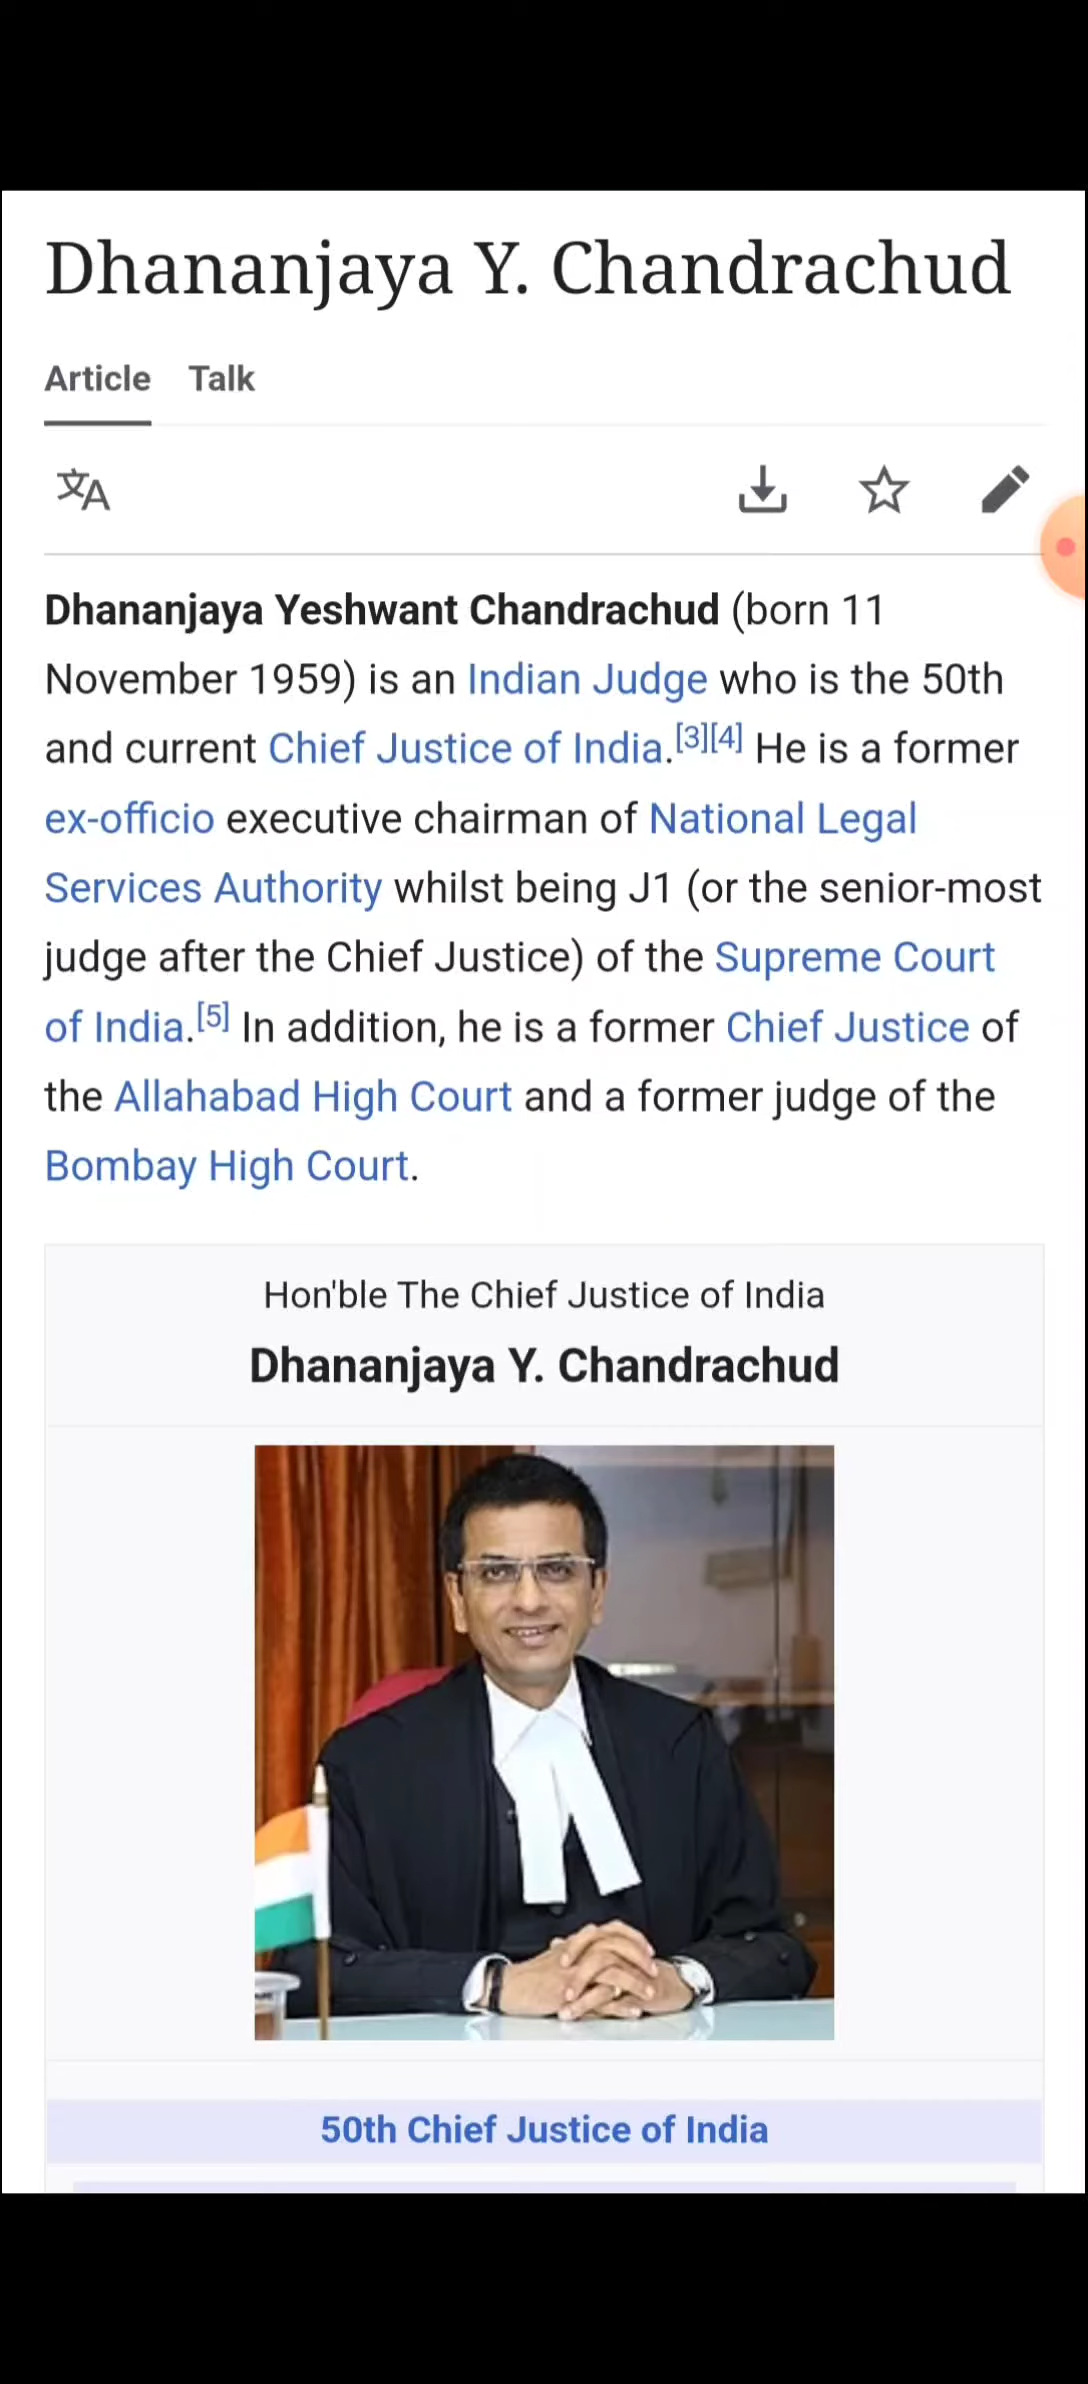 Dhananjaya Y. Chandrachud
Article Talk
文A
Dhananjaya Yeshwant Chandrachud (born 11
November 1959) is an Indian Judge who is the 50th
and current Chief Justice of India.[3][4] He is a former
ex-officio executive chairman of National Legal
Services Authority whilst being J1 (or the senior-most
judge after the Chief Justice) of the Supreme Court
of India.[5] In addition, he is a former Chief Justice of
the Allahabad High Court and a former judge of the
Bombay High Court.
Hon'ble The Chief Justice of India
Dhananjaya Y. Chandrachud
50th Chief Justice of India